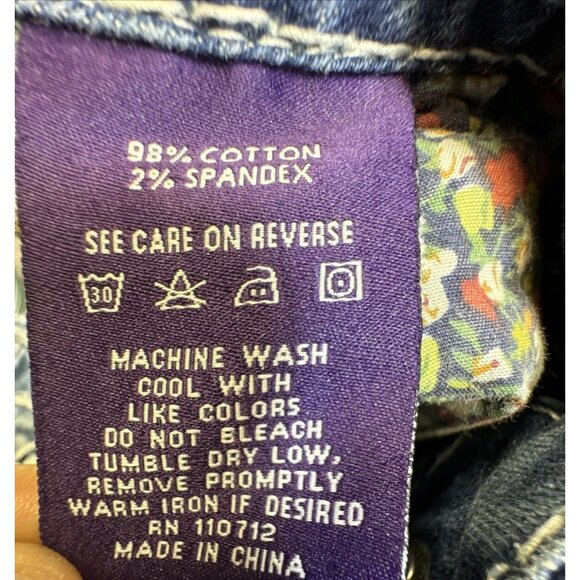 98% COTTON
2% SPANDEX
SEE CARE ON REVERSE
30
MACHINE WASH
COOL WITH
LIKE COLORS
DO NOT BLEACH
TUMBLE DRY LOW,
REMOVE PROMPTLY
WARM IRON IF DESIRED
RN 110712
MADE IN CHINA